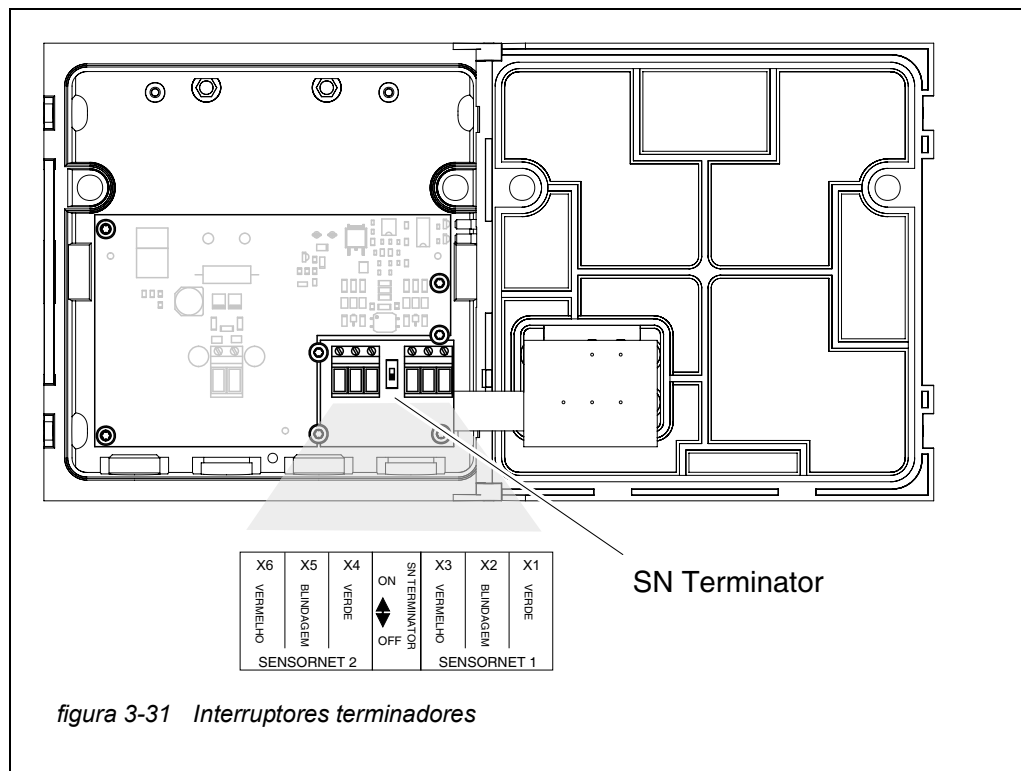 SN Terminator
X6 X5 X4 X3 X2 X1
VERMELHO BLINDAGEM VERDE ON OFF SN TERMINATOR VERMELHO BLINDAGEM VERDE
SENSORNET 2 SENSORNET 1
figura 3-31 Interruptores terminadores